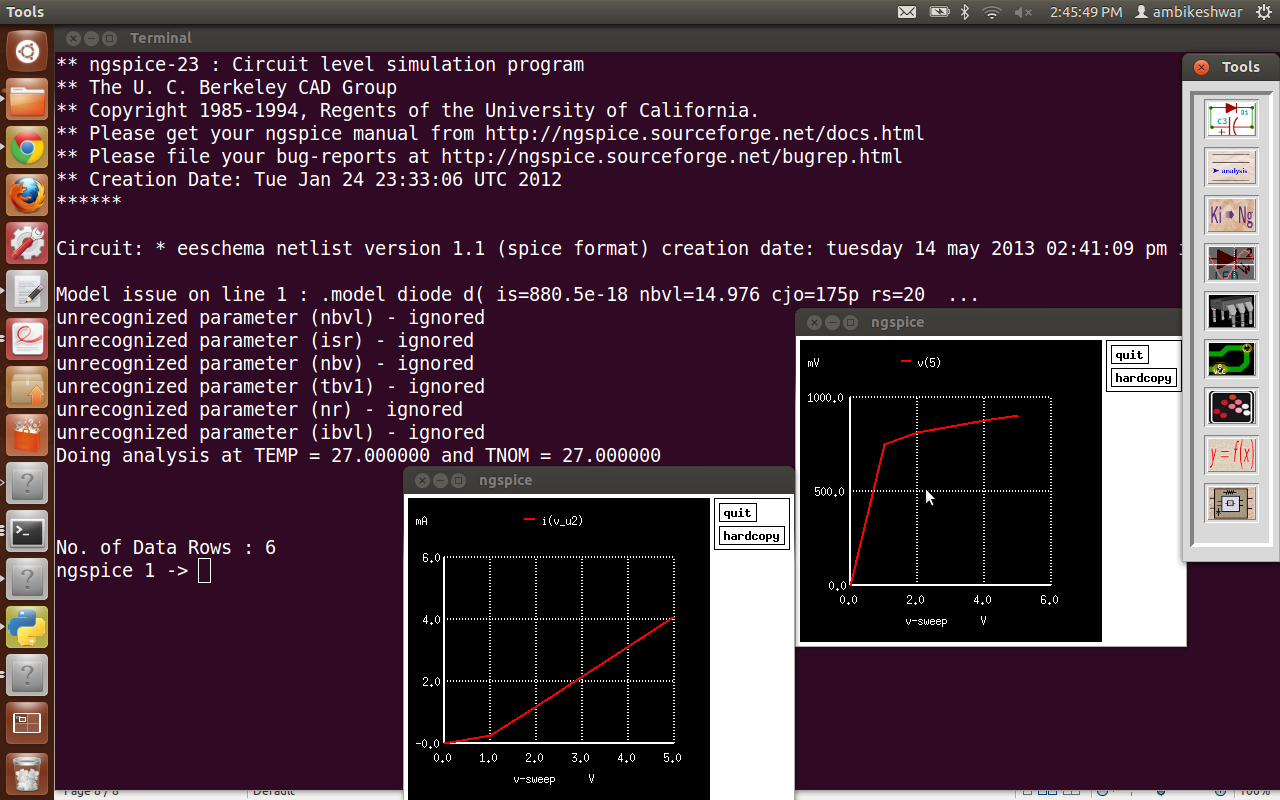 Tools
2:45:49 PM
ambikeshwar
Terminal
** ngspice-23 : Circuit level simulation program
** The U. C. Berkeley CAD Group
** Copyright 1985-1994, Regents of the University of California.
** Please get your ngspice manual from http://ngspice.sourceforge.net/docs.html
** Please file your bug-reports at http://ngspice.sourceforge.net/bugrep.html
** Creation Date: Tue Jan 24 23:33:06 UTC 2012
******
Circuit: * eeschema netlist version 1.1 (spice format) creation date: tuesday 14 may 2013 02:41:09 pm
Model issue on line 1 : .model diode d( is=880.5e-18 nbvl=14.976 cjo=175p rs=20 ...
unrecognized parameter (nbvl) - ignored
unrecognized parameter (isr) - ignored
unrecognized parameter (nbv) - ignored
unrecognized parameter (tbv1) - ignored
unrecognized parameter (nr) - ignored
unrecognized parameter (ibvl) - ignored
Doing analysis at TEMP = 27.000000 and TNOM = 27.000000
No. of Data Rows : 6
ngspice 1 ->
ngspice
mA
i(v_u2)
quit
hardcopy
6.0
4.0
2.0
-0.0
0.0 1.0 2.0 3.0 4.0 5.0
v-sweep V
ngspice
mV
v(5)
quit
hardcopy
1000.0
500.0
0.0
0.0 2.0 4.0 6.0
v-sweep V
Tools
C3 D1
analysis
Ki Ng
y = f(x)
Page 8 / 8
Default
100%